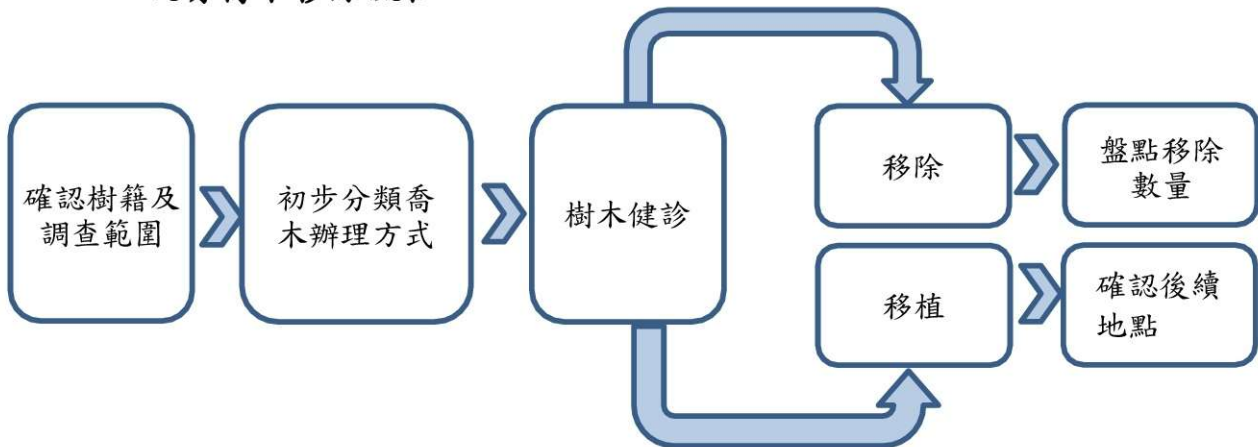 確認樹籍及
調查範圍
初步分類喬
木辦理方式
樹木健診
移除
盤點移除
數量
移植
確認後續
地點